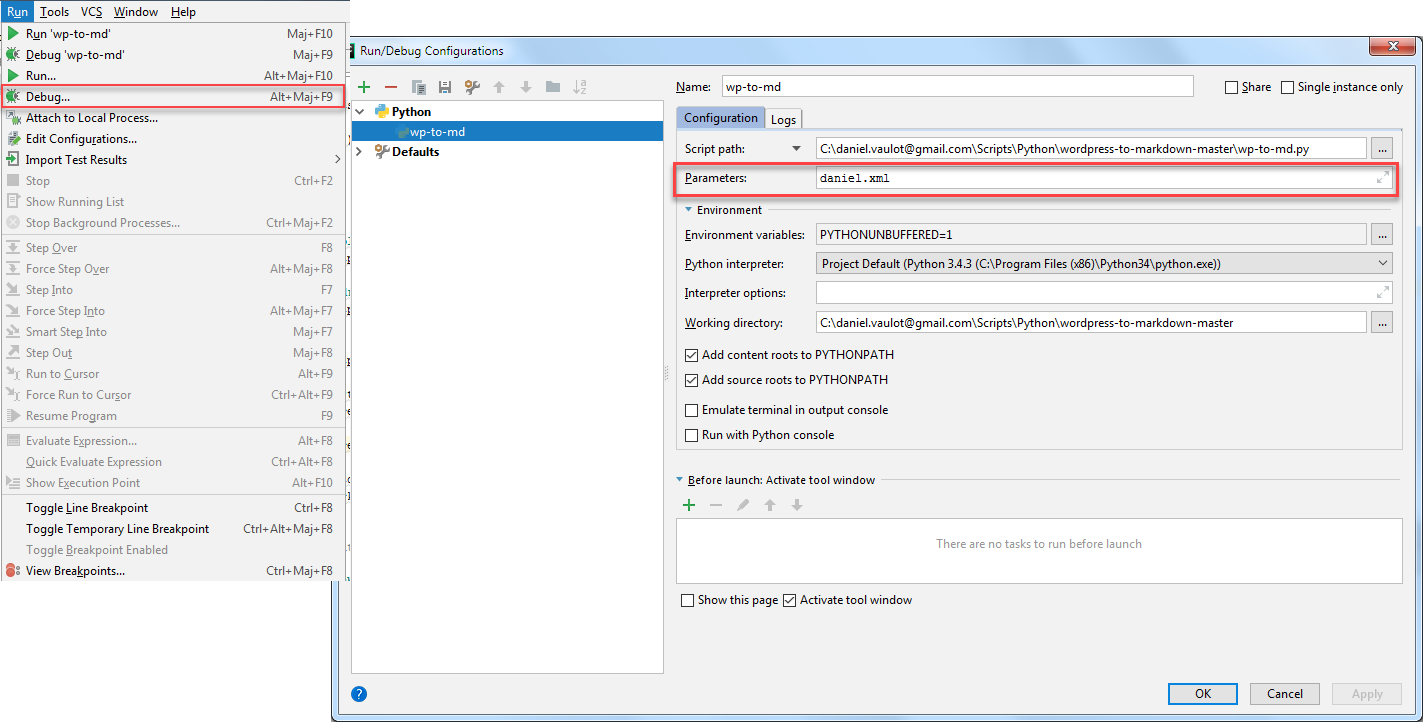 Run Tools VCS Window Help
Run 'wp-to-md' Maj+F10
Debug 'wp-to-md' Maj+F9
Run... Alt+Maj+F10
Debug... Alt+Maj+F9
Attach to Local Process...
Edit Configurations...
Import Test Results
Stop Ctrl+F2
Show Running List
Stop Background Processes... Ctrl+Maj+F2
Step Over F8
Force Step Over Alt+Maj+F8
Step Into F7
Force Step Into Alt+Maj+F7
Smart Step Into Maj+F7
Step Out Maj+F8
Run to Cursor Alt+F9
Force Run to Cursor Ctrl+Alt+F9
Resume Program F9
Evaluate Expression... Alt+F8
Quick Evaluate Expression Ctrl+Alt+F8
Show Execution Point Alt+F10
Toggle Line Breakpoint Ctrl+F8
Toggle Temporary Line Breakpoint Ctrl+Alt+Maj+F8
Toggle Breakpoint Enabled
View Breakpoints... Ctrl+Maj+F8
Run/Debug Configurations
Python
wp-to-md
Defaults
Name: wp-to-md Share Single instance only
Configuration Logs
Script path: C:\daniel.vaulot@gmail.com\Scripts\Python\wordpress-to-markdown-master\wp-to-md.py ...
Parameters: daniel.xml
Environment
Environment variables: PYTHONUNBUFFERED=1 ...
Python interpreter: Project Default (Python 3.4.3 (C:\Program Files (x86)\Python34\python.exe))
Interpreter options:
Working directory: C:\daniel.vaulot@gmail.com\Scripts\Python\wordpress-to-markdown-master ...
Add content roots to PYTHONPATH
Add source roots to PYTHONPATH
Emulate terminal in output console
Run with Python console
Before launch: Activate tool window
There are no tasks to run before launch
Show this page Activate tool window
? OK Cancel Apply